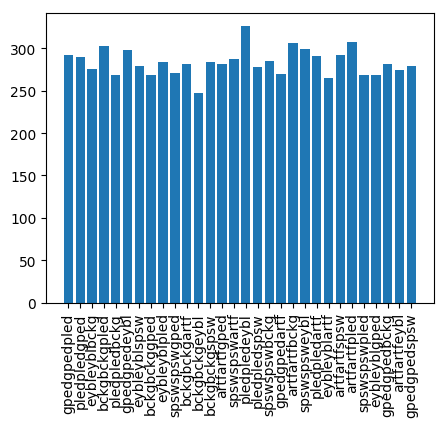 300
250
200
150
100
50
0
gpedgpedpled
pledpledgped
eybleyblbckg
bckgbckgpled
pledpledbckg
gpedgpedeybl
eybleyblspsw
bckgbckggped
eybleyblpled
spswspswgped
bckgbckgartf
bckgbckgeybl
bckgbckgspsw
artfartfgped
spswspswartf
pledpledeybl
pledpledspsw
spswspswbckg
gpedgpedartf
artfartfbckg
spswspsweybl
pledpledartf
eybleyblartf
artfartfspsw
artfartfpled
spswspswpled
eybleyblgped
gpedgpedbckg
artfartfeybl
gpedgpedspsw